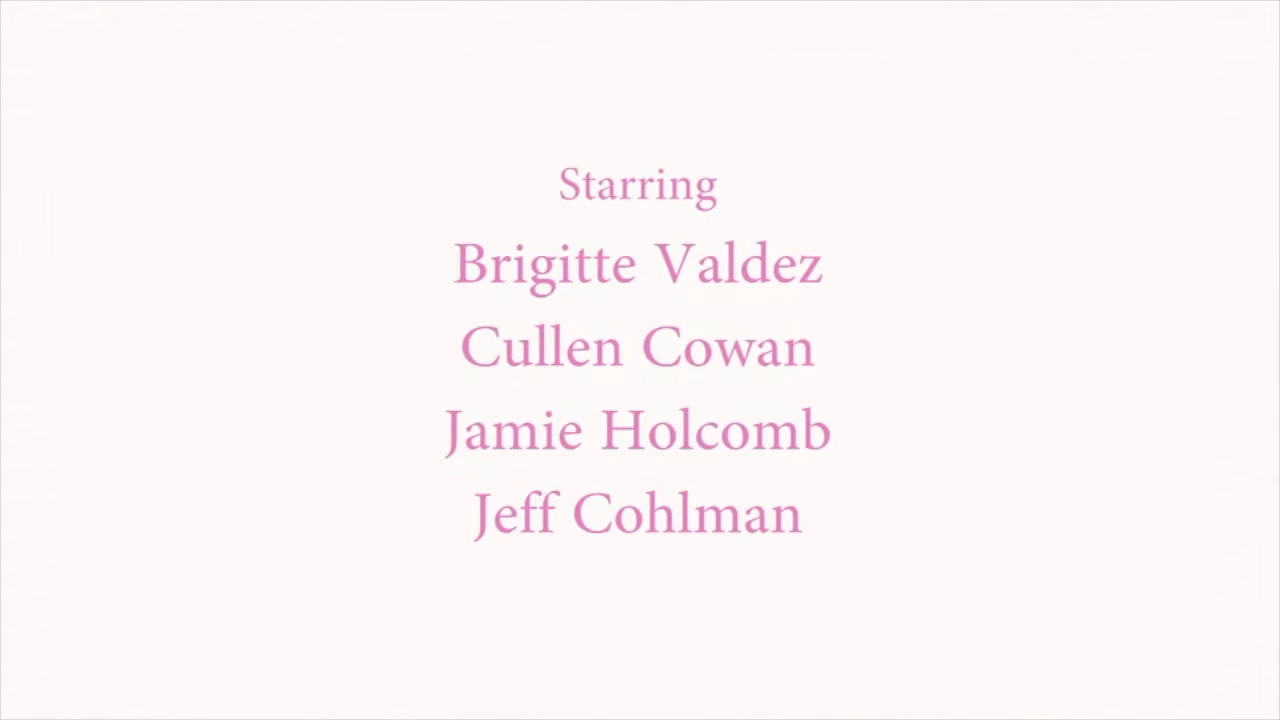 Starring
Brigitte Valdez
Cullen Cowan
Jamie Holcomb
Jeff Cohlman